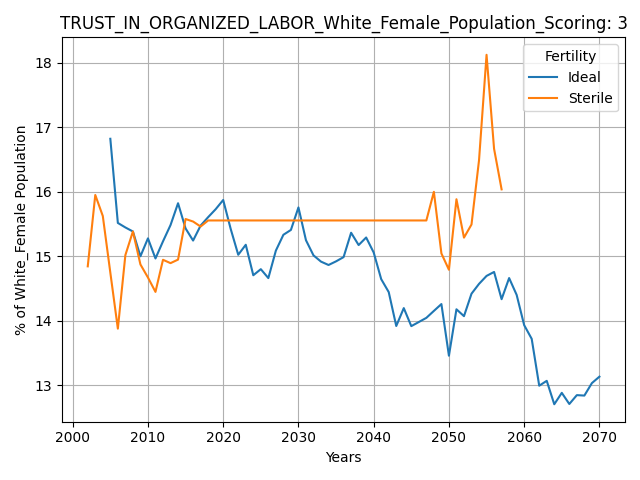 TRUST_IN_ORGANIZED_LABOR_White_Female_Population_Scoring: 3
Fertility
Ideal
Sterile
% of White_Female Population
18
17
16
15
14
13
2000
2010
2020
2030
2040
2050
2060
2070
Years